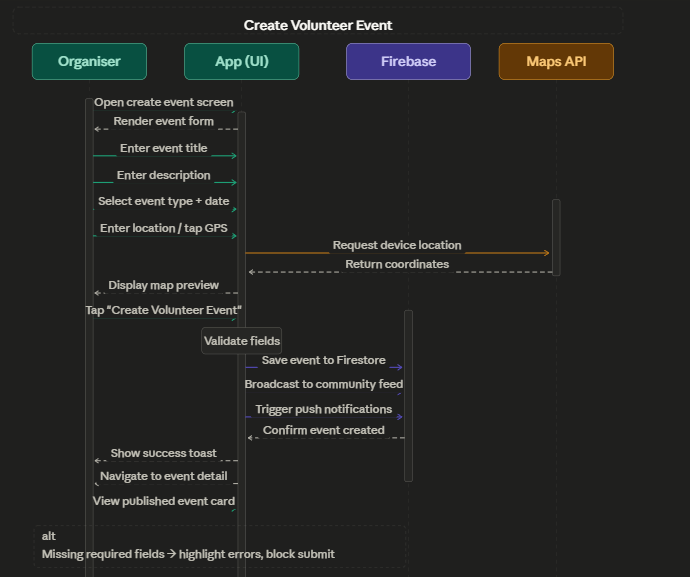 Create Volunteer Event
Organiser
App (UI)
Firebase
Maps API
Open create event screen
Render event form
Enter event title
Enter description
Select event type + date
Enter location / tap GPS
Request device location
Return coordinates
Display map preview
Tap "Create Volunteer Event"
Validate fields
Save event to Firestore
Broadcast to community feed
Trigger push notifications
Confirm event created
Show success toast
Navigate to event detail
View published event card
alt
Missing required fields → highlight errors, block submit